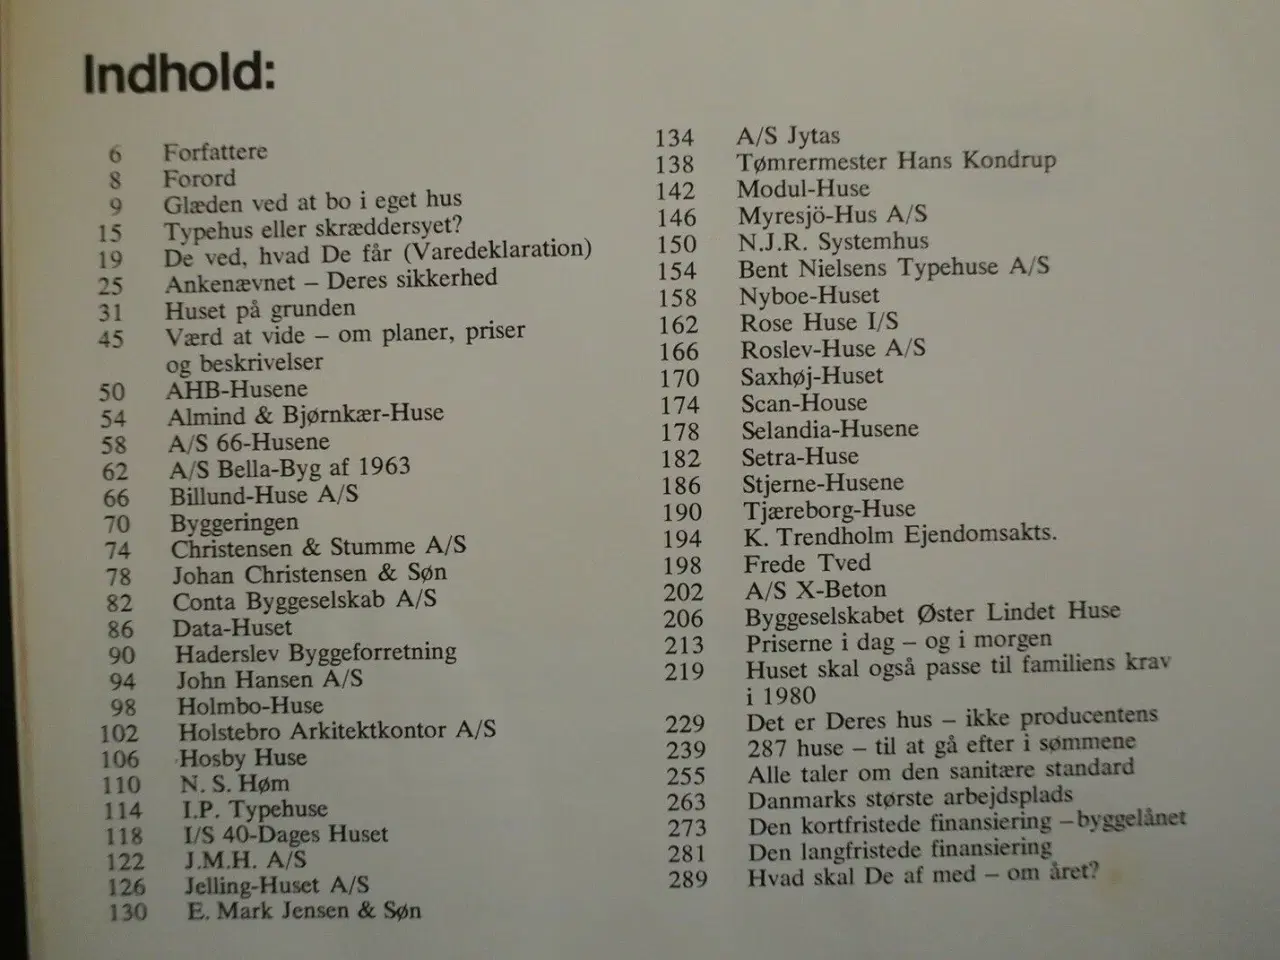 Indhold:
6 Forfattere
8 Forord
9 Glæden ved at bo i eget hus
15 Typehus eller skræddersyet?
19 De ved, hvad De får (Varedeklaration)
25 Ankenævnet – Deres sikkerhed
31 Huset på grunden
45 Værd at vide – om planer, priser
og beskrivelser
50 AHB-Husene
54 Almind & Bjørnkær-Huse
58 A/S 66-Husene
62 A/S Bella-Byg af 1963
66 Billund-Huse A/S
70 Byggeringen
74 Christensen & Stumme A/S
78 Johan Christensen & Søn
82 Conta Byggeselskab A/S
86 Data-Huset
90 Haderslev Byggeforretning
94 John Hansen A/S
98 Holmbo-Huse
102 Holstebro Arkitektkontor A/S
106 Hosby Huse
110 N. S. Høm
114 I.P. Typehuse
118 I/S 40-Dages Huset
122 J.M.H. A/S
126 Jelling-Huset A/S
130 E. Mark Jensen & Søn
134 A/S Jytas
138 Tømrermester Hans Kondrup
142 Modul-Huse
146 Myresjö-Hus A/S
150 N.J.R. Systemhus
154 Bent Nielsens Typehuse A/S
158 Nyboe-Huset
162 Rose Huse I/S
166 Roslev-Huse A/S
170 Saxhøj-Huset
174 Scan-House
178 Selandia-Husene
182 Setra-Huse
186 Stjerne-Husene
190 Tjæreborg-Huse
194 K. Trendholm Ejendomsakts.
198 Frede Tved
202 A/S X-Beton
206 Byggeselskabet Øster Lindet Huse
213 Priserne i dag – og i morgen
219 Huset skal også passe til familiens krav
i 1980
229 Det er Deres hus – ikke producentens
239 287 huse – til at gå efter i sømmene
255 Alle taler om den sanitære standard
263 Danmarks største arbejdsplads
273 Den kortfristede finansiering – byggelånet
281 Den langfristede finansiering
289 Hvad skal De af med – om året?